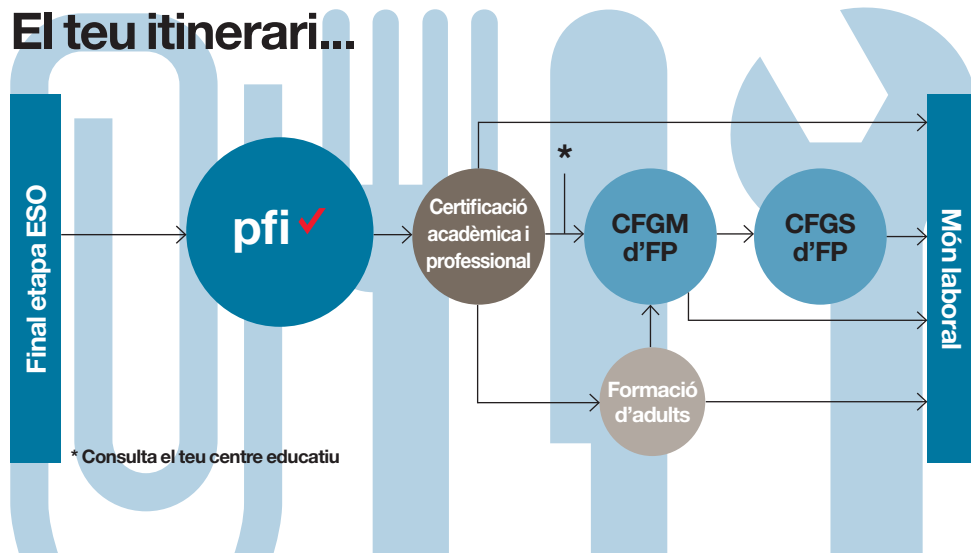 El teu itinerari...
Final etapa ESO
pfi
Certificació
acadèmica i
professional
*
CFGM
d’FP
CFGS
d’FP
Formació
d’adults
Món laboral
* Consulta el teu centre educatiu